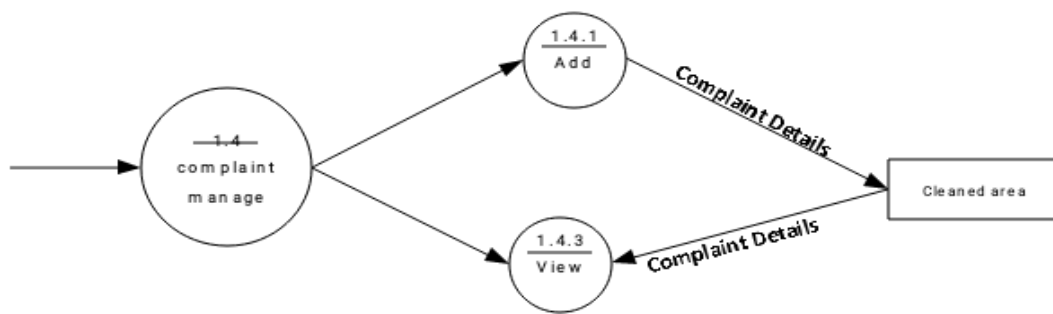 1.4.1
Add
Complaint Details
1.4
complaint
manage
Cleaned area
1.4.3
View
Complaint Details